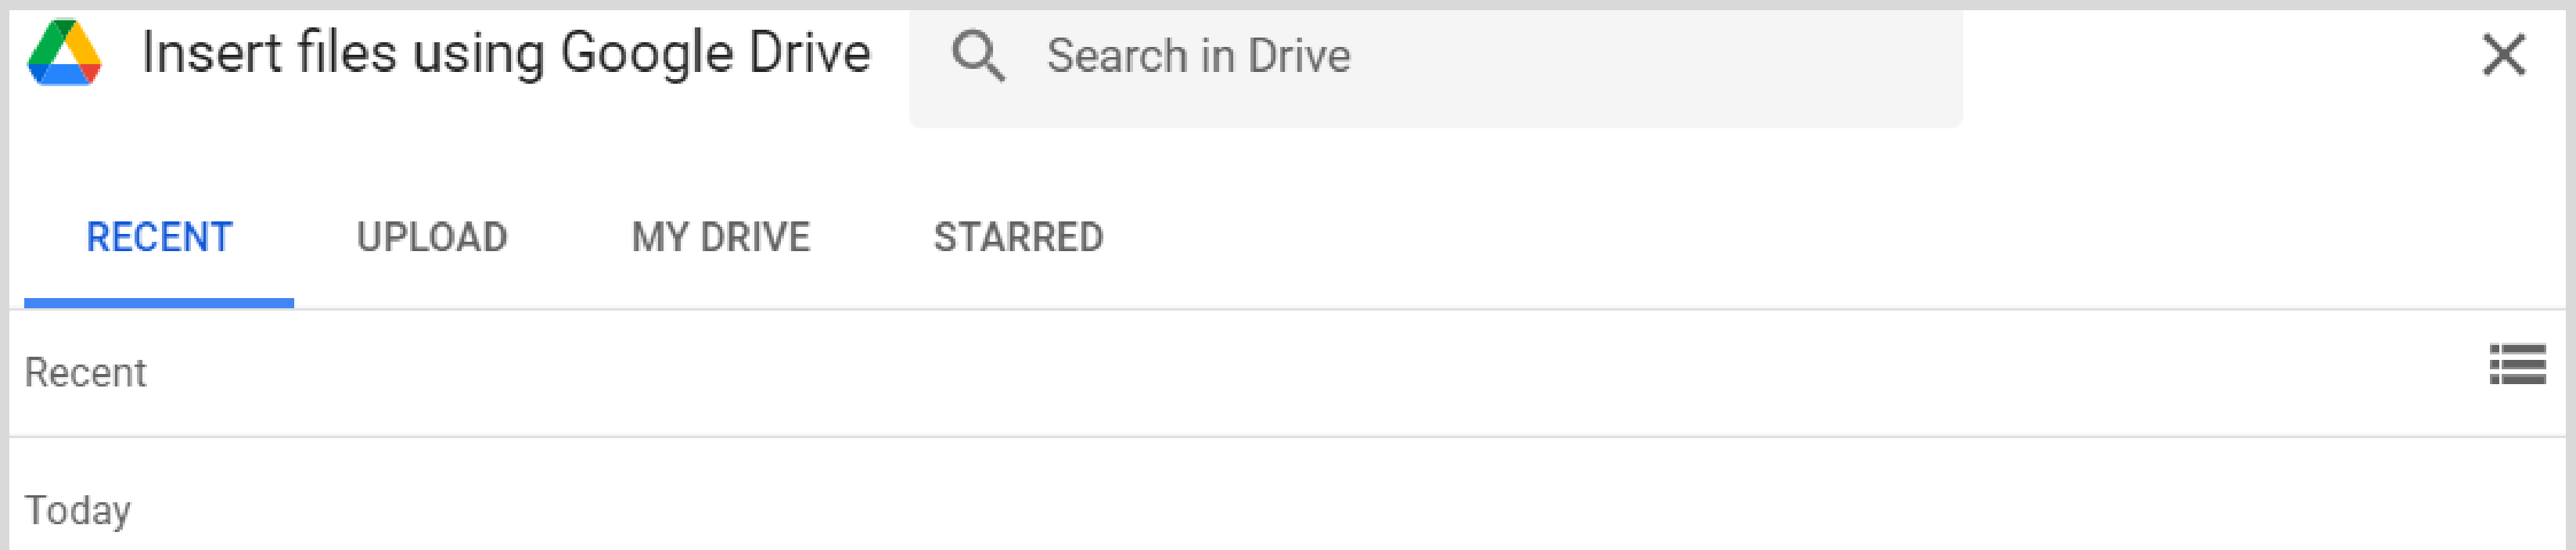 Insert files using Google Drive
Search in Drive
RECENT UPLOAD MY DRIVE STARRED
Recent
Today